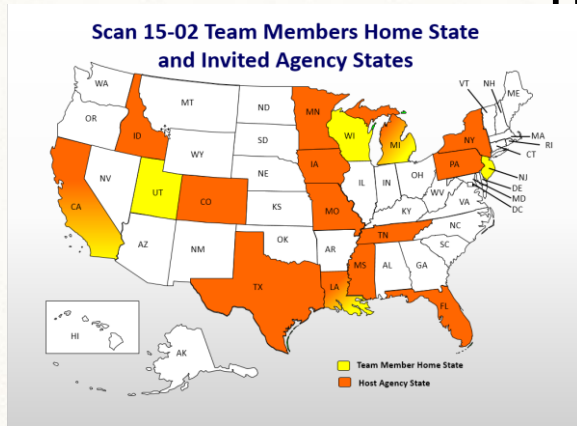 Scan 15-02 Team Members Home State
and Invited Agency States
WA
MT
ND
MN
VT
NH
ME
OR
ID
SD
WI
MI
NY
MA
RI
CT
WY
IA
NE
PA
NJ
NV
UT
CO
IL
IN
OH
WV
DE
MD
DC
CA
KS
MO
KY
VA
AZ
NM
OK
AR
TN
NC
SC
TX
LA
MS
AL
GA
FL
HI
AK
Team Member Home State
Host Agency State